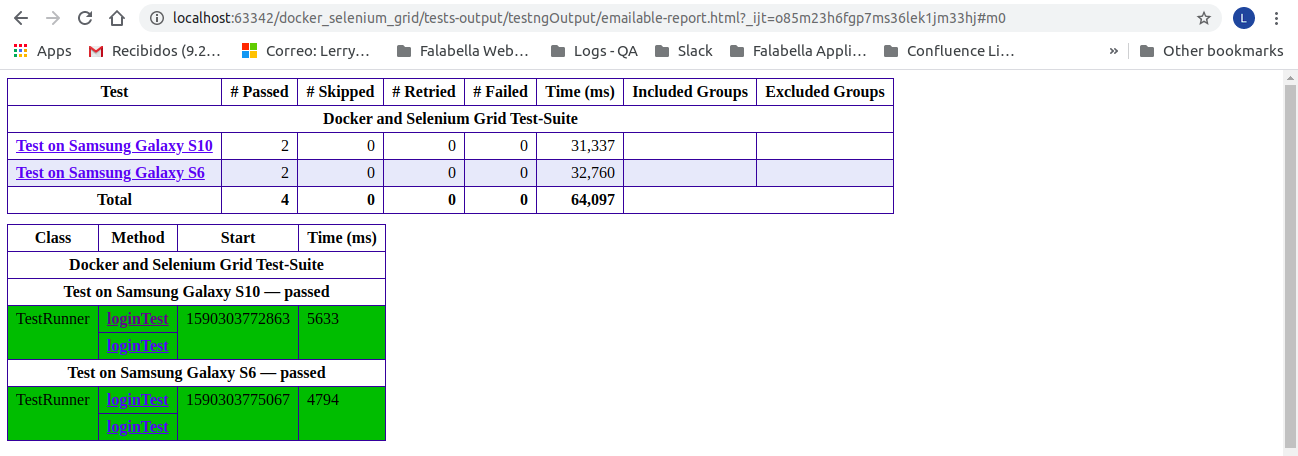 localhost:63342/docker_selenium_grid/tests-output/testngOutput/emailable-report.html?_ijt=o85m23h6fgp7ms36lek1jm33hj#m0 L
Apps Recibidos (9.2... Correo: Lerry... Falabella Web... Logs - QA Slack Falabella Appli... Confluence Li... » Other bookmarks
Test # Passed # Skipped # Retried # Failed Time (ms) Included Groups Excluded Groups
Docker and Selenium Grid Test-Suite
Test on Samsung Galaxy S10 2 0 0 0 31,337
Test on Samsung Galaxy S6 2 0 0 0 32,760
Total 4 0 0 0 64,097
Class Method Start Time (ms)
Docker and Selenium Grid Test-Suite
Test on Samsung Galaxy S10 — passed
TestRunner loginTest 1590303772863 5633
loginTest
Test on Samsung Galaxy S6 — passed
TestRunner loginTest 1590303775067 4794
loginTest